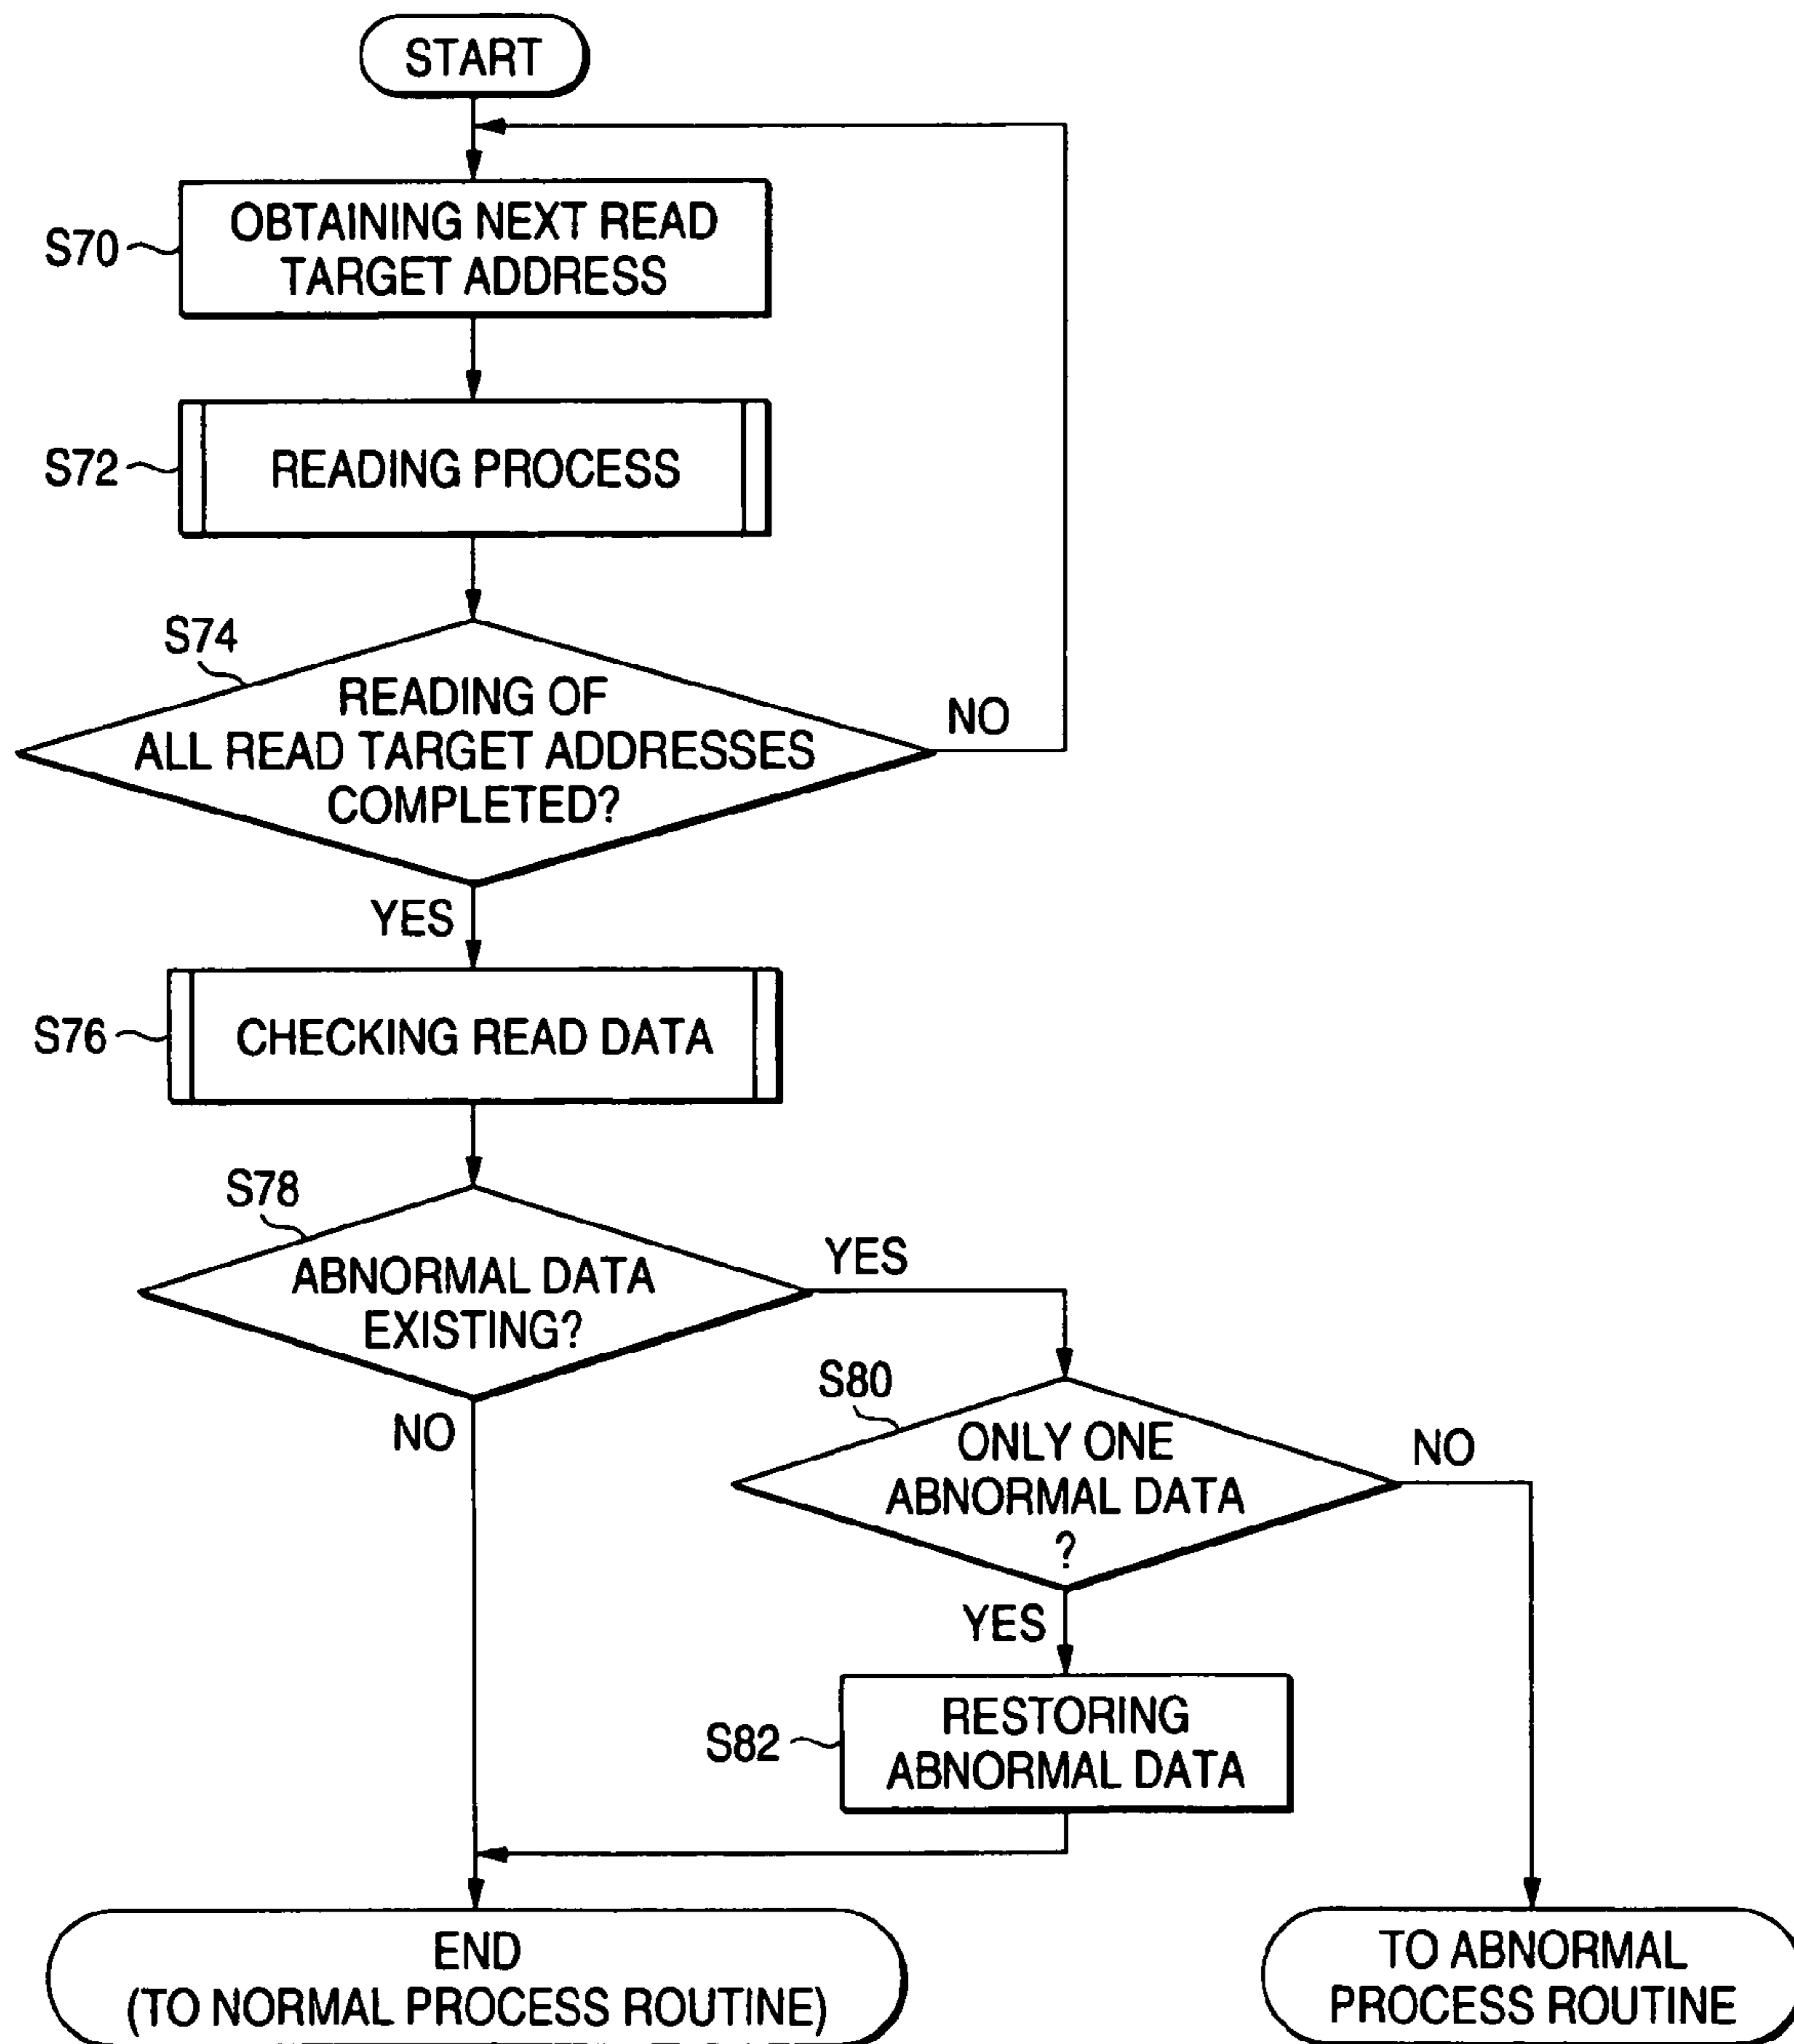 START
S70
OBTAINING NEXT READ
TARGET ADDRESS
S72
READING PROCESS
S74
READING OF
ALL READ TARGET ADDRESSES
COMPLETED?
NO
YES
S76
CHECKING READ DATA
S78
ABNORMAL DATA
EXISTING?
YES
NO
S80
ONLY ONE
ABNORMAL DATA
?
NO
YES
S82
RESTORING
ABNORMAL DATA
END
(TO NORMAL PROCESS ROUTINE)
TO ABNORMAL
PROCESS ROUTINE